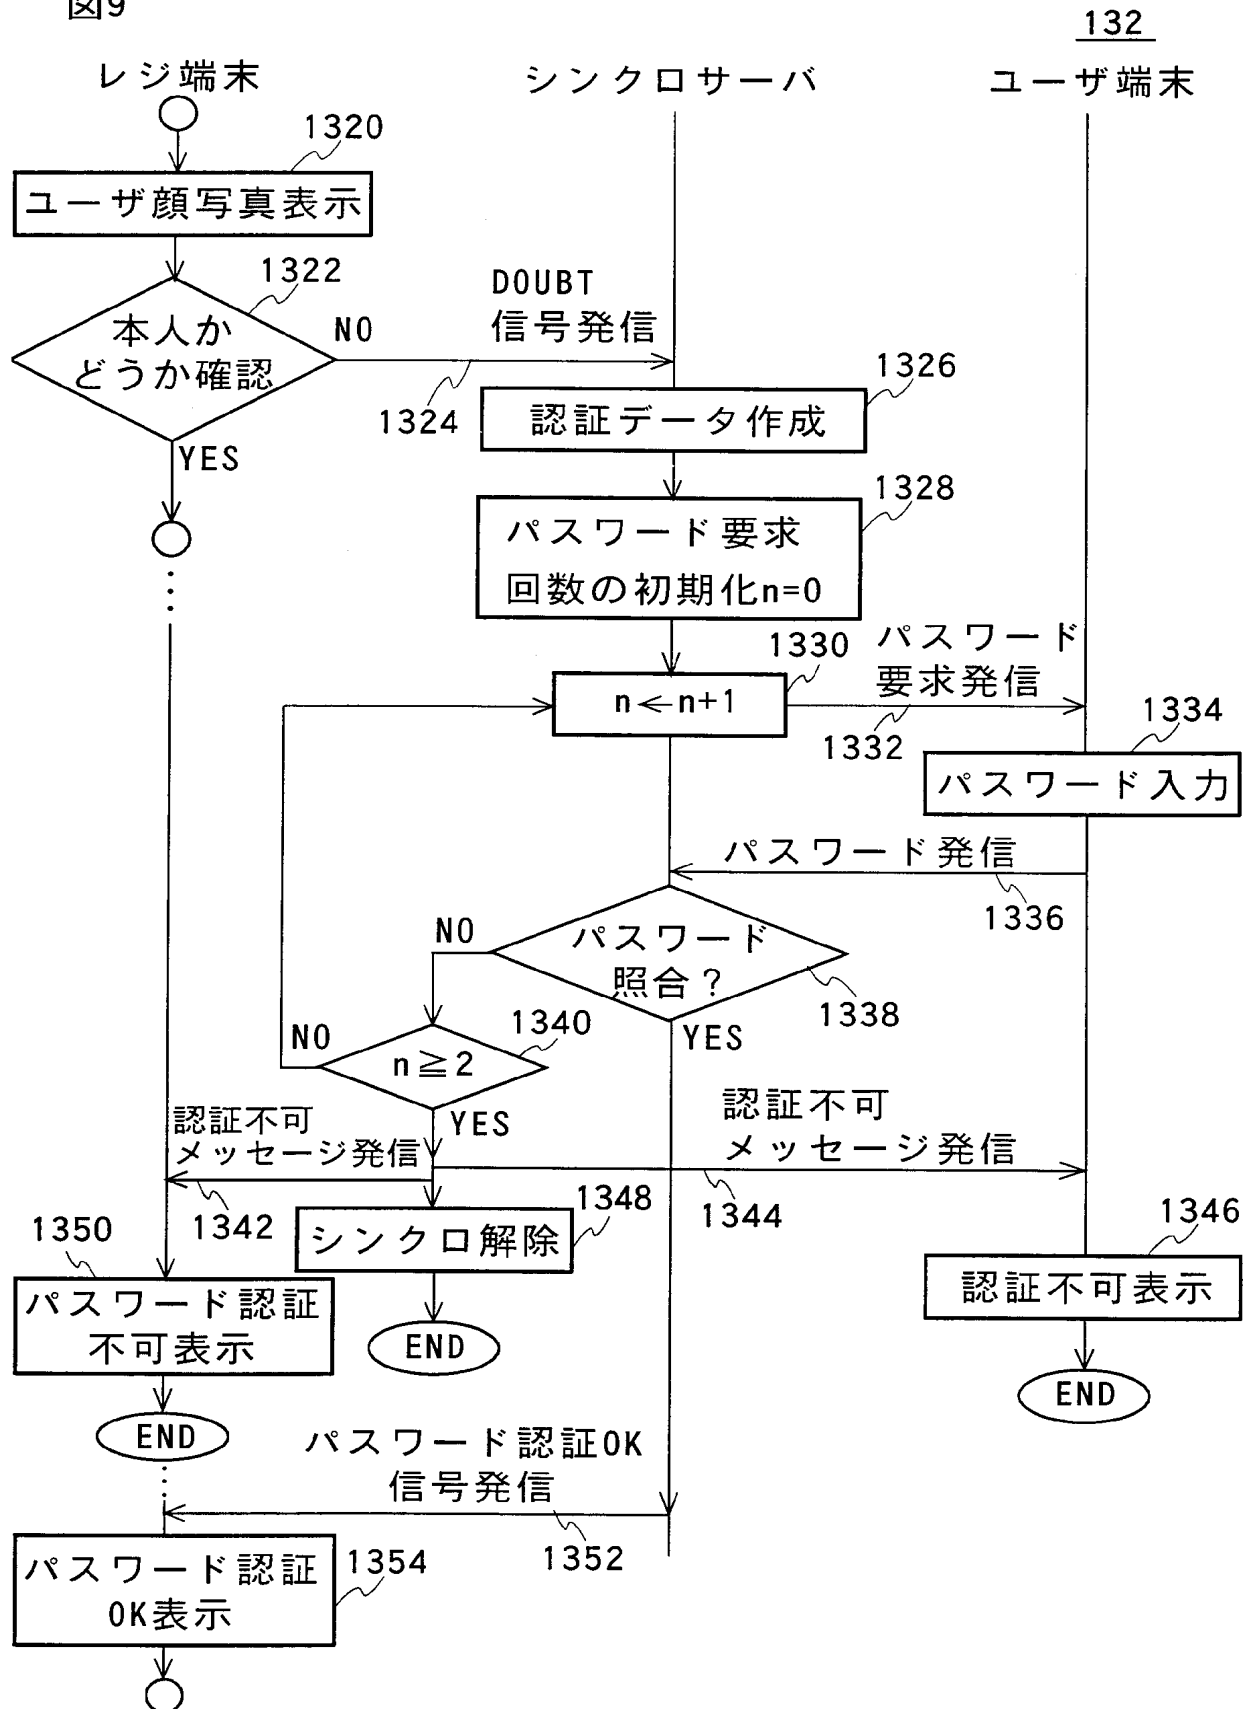 図9
132
レジ端末
シンクロサーバ
ユーザ端末
1320
ユーザ顔写真表示
1322
本人か
どうか確認
NO
YES
DOUBT
信号発信
1324
1326
認証データ作成
1328
パスワード要求
回数の初期化n=0
1330
n←n+1
パスワード
要求発信
1332
1334
パスワード入力
パスワード発信
1336
パスワード
照合？
1338
NO
YES
1340
n≧2
NO
YES
認証不可
メッセージ発信
1342
認証不可
メッセージ発信
1344
1348
シンクロ解除
END
1346
認証不可表示
END
1350
パスワード認証
不可表示
END
パスワード認証OK
信号発信
1352
パスワード認証
OK表示
1354